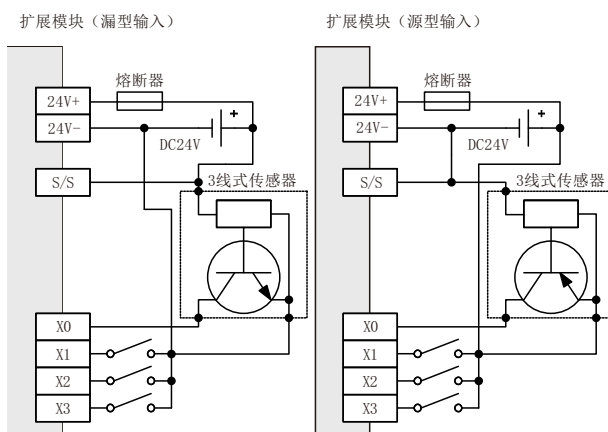 扩展模块（漏型输入）
24V+
24V-
S/S
X0
X1
X2
X3
熔断器
+
DC24V
3线式传感器
扩展模块（源型输入）
24V+
24V-
S/S
X0
X1
X2
X3
熔断器
+
DC24V
3线式传感器